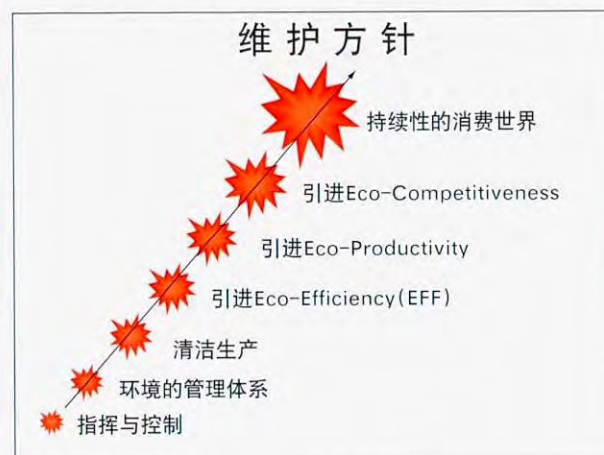 维护方针
持续性的消费世界
引进Eco-Competitiveness
引进Eco-Productivity
引进Eco-Efficiency(EFF)
清洁生产
环境的管理体系
指挥与控制